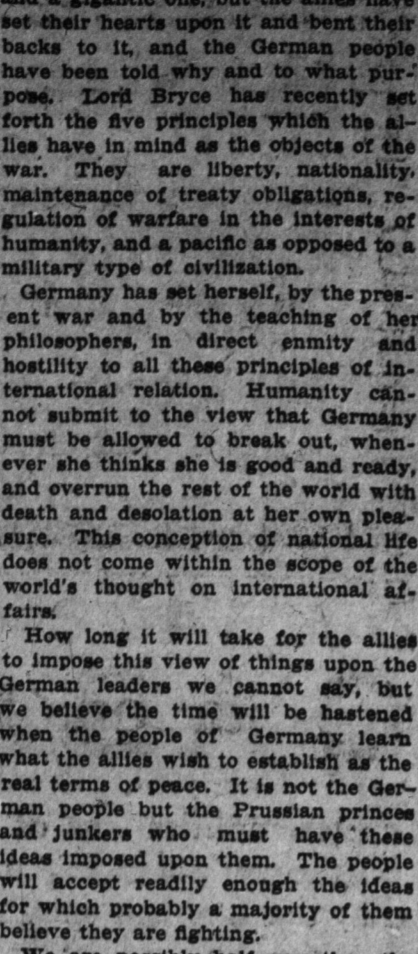 and a gigantic one, but the allies have
set their hearts upon it and bent their
backs to it, and the German people
have been told why and to what pur-
pose. Lord Bryce has recently set
forth the five principles which the al-
lies have in mind as the objects of the
war. They are liberty, nationality,
maintenance of treaty obligations, re-
gulation of warfare in the interests of
humanity, and a pacific as opposed to a
military type of civilization.
Germany has set herself, by the pres-
ent war and by the teaching of her
philosophers, in direct enmity and
hostility to all these principles of in-
ternational relation. Humanity can-
not submit to the view that Germany
must be allowed to break out, when-
ever she thinks she is good and ready,
and overrun the rest of the world with
death and desolation at her own plea-
sure. This conception of national life
does not come within the scope of the
world's thought on international af-
fairs.
How long it will take for the allies
to impose this view of things upon the
German leaders we cannot say, but
we believe the time will be hastened
when the people of Germany learn
what the allies wish to establish as the
real terms of peace. It is not the Ger-
man people but the Prussian princes
and junkers who must have these
ideas imposed upon them. The people
will accept readily enough the ideas
for which probably a majority of them
believe they are fighting.